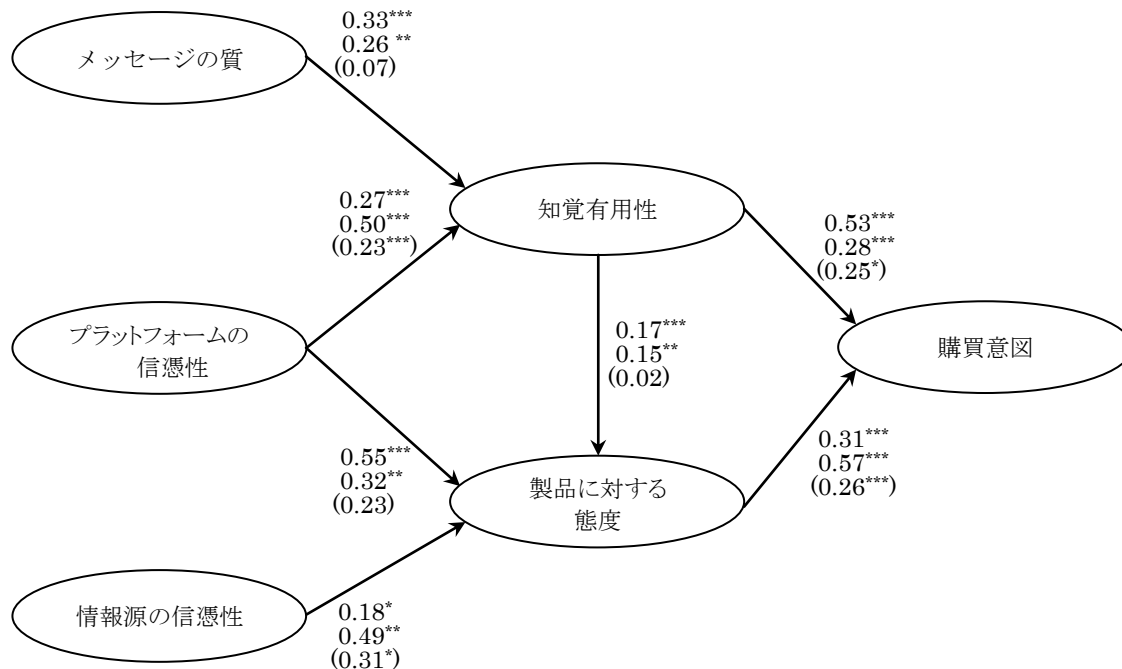 メッセージの質
0.33***
0.26 **
(0.07)
知覚有用性
0.27***
0.50***
(0.23***)
0.53***
0.28***
(0.25*)
プラットフォームの
信憑性
0.17***
0.15**
(0.02)
購買意図
0.55***
0.32**
(0.23)
製品に対する
態度
0.31***
0.57***
(0.26***)
情報源の信憑性
0.18*
0.49**
(0.31*)